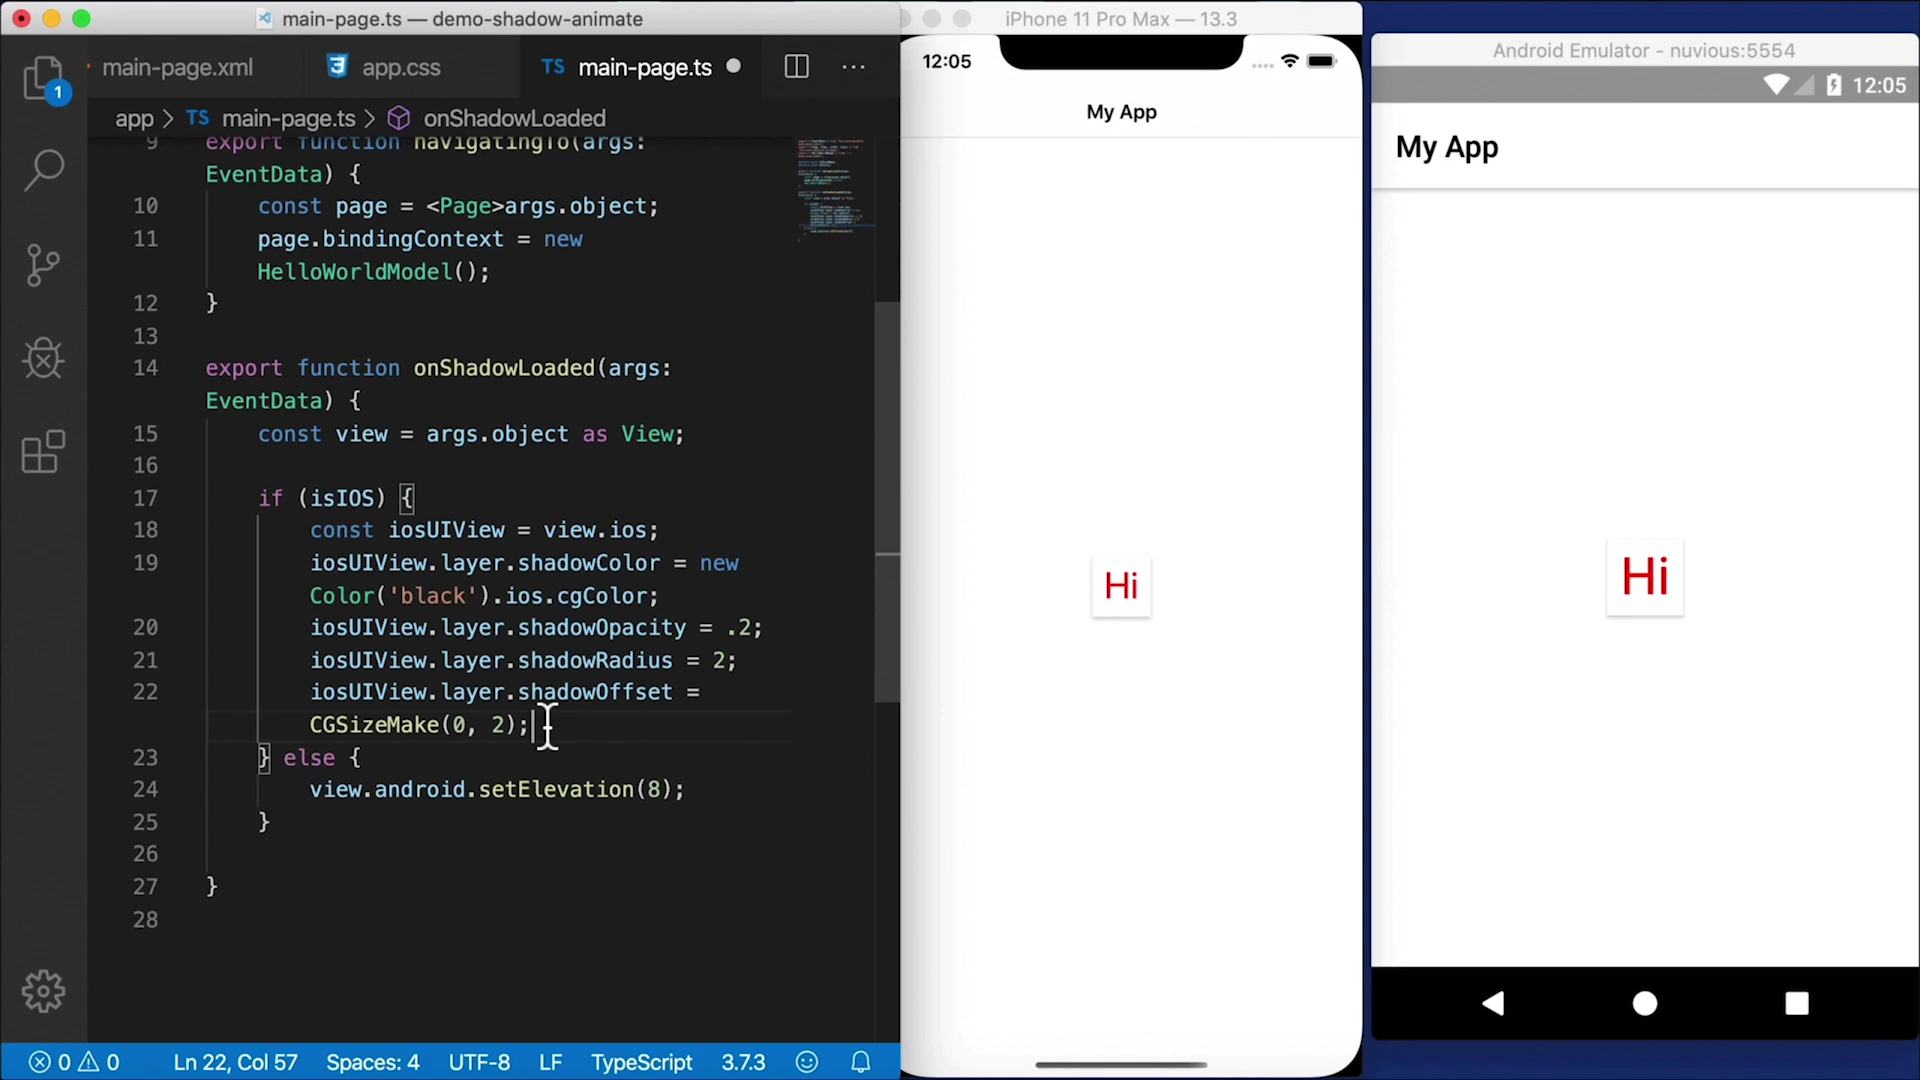 main-page.ts — demo-shadow-animate
main-page.xml
app.css
TS main-page.ts
1
app > TS main-page.ts > onShadowLoaded
9 export function navigatingTo(args:
EventData) {
10 const page = <Page>args.object;
11 page.bindingContext = new
HelloWorldModel();
12 }
13
14 export function onShadowLoaded(args:
EventData) {
15 const view = args.object as View;
16
17 if (isIOS) {
18 const iosUIView = view.ios;
19 iosUIView.layer.shadowColor = new
Color('black').ios.cgColor;
20 iosUIView.layer.shadowOpacity = .2;
21 iosUIView.layer.shadowRadius = 2;
22 iosUIView.layer.shadowOffset =
CGSizeMake(0, 2);
23 } else {
24 view.android.setElevation(8);
25 }
26
27 }
28
0 0 Ln 22, Col 57 Spaces: 4 UTF-8 LF TypeScript 3.7.3
iPhone 11 Pro Max — 13.3
12:05
My App
Hi
Android Emulator - nuvious:5554
12:05
My App
Hi